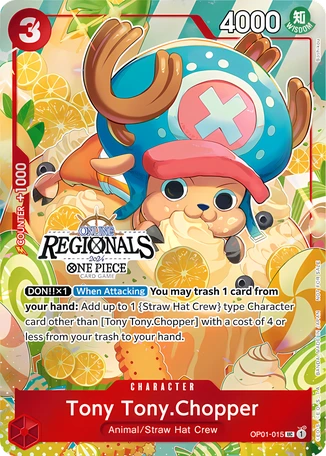 3
4000
知
WISDOM
COUNTER +1000
ONLINE
REGIONALS
2024
ONE PIECE
CARD GAME
DON!!×1 When Attacking You may trash 1 card from
your hand: Add up to 1 {Straw Hat Crew} type Character
card other than [Tony Tony.Chopper] with a cost of 4 or
less from your trash to your hand.
CHARACTER
Tony Tony.Chopper
Animal/Straw Hat Crew
OP01-015 UC 1